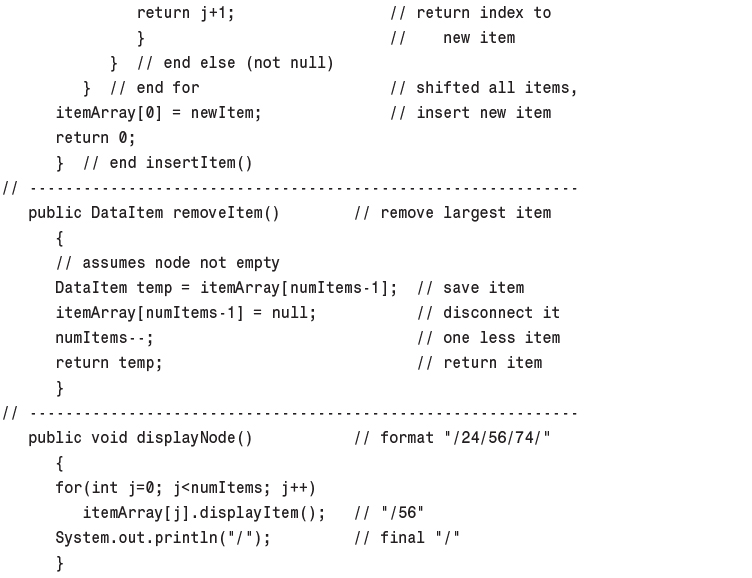 return j+1; // return index to
} // new item
} // end else (not null)
} // end for // shifted all items,
itemArray[0] = newItem; // insert new item
return 0;
} // end insertItem()
// ------------------------------------------------------------
public DataItem removeItem() // remove largest item
{
// assumes node not empty
DataItem temp = itemArray[numItems-1]; // save item
itemArray[numItems-1] = null; // disconnect it
numItems--; // one less item
return temp; // return item
}
// ------------------------------------------------------------
public void displayNode() // format "/24/56/74/"
{
for(int j=0; j<numItems; j++)
itemArray[j].displayItem(); // "/56"
System.out.println("/"); // final "/"
}